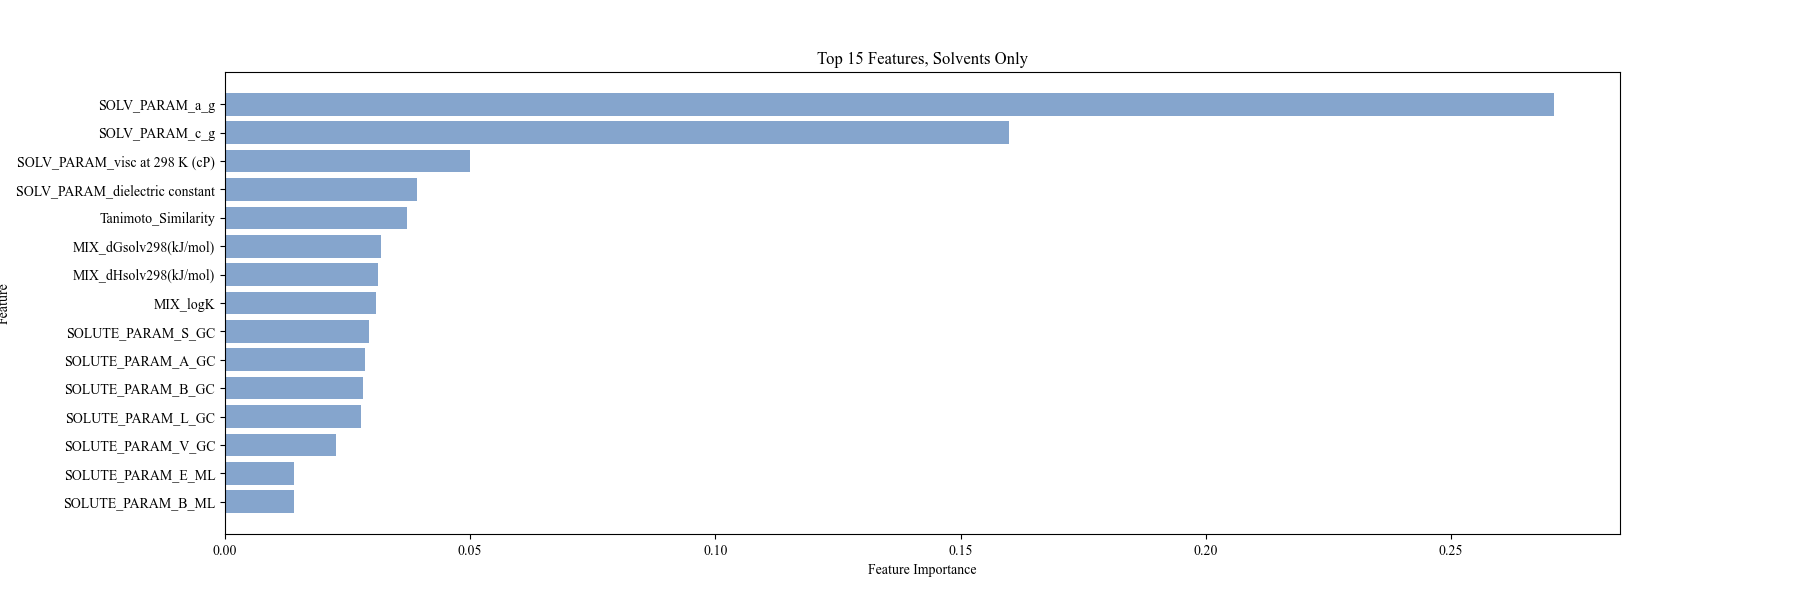 Top 15 Features, Solvents Only
SOLV_PARAM_a_g
SOLV_PARAM_c_g
SOLV_PARAM_visc at 298 K (cP)
SOLV_PARAM_dielectric constant
Tanimoto_Similarity
MIX_dGsolv298(kJ/mol)
MIX_dHsolv298(kJ/mol)
MIX_logK
SOLUTE_PARAM_S_GC
SOLUTE_PARAM_A_GC
SOLUTE_PARAM_B_GC
SOLUTE_PARAM_L_GC
SOLUTE_PARAM_V_GC
SOLUTE_PARAM_E_ML
SOLUTE_PARAM_B_ML
Feature
0.00 0.05 0.10 0.15 0.20 0.25
Feature Importance